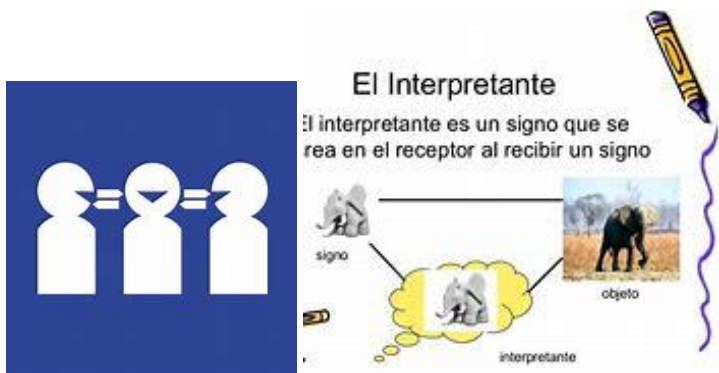 El Interpretante
El interpretante es un signo que se
rea en el receptor al recibir un signo
signo
objeto
interpretante